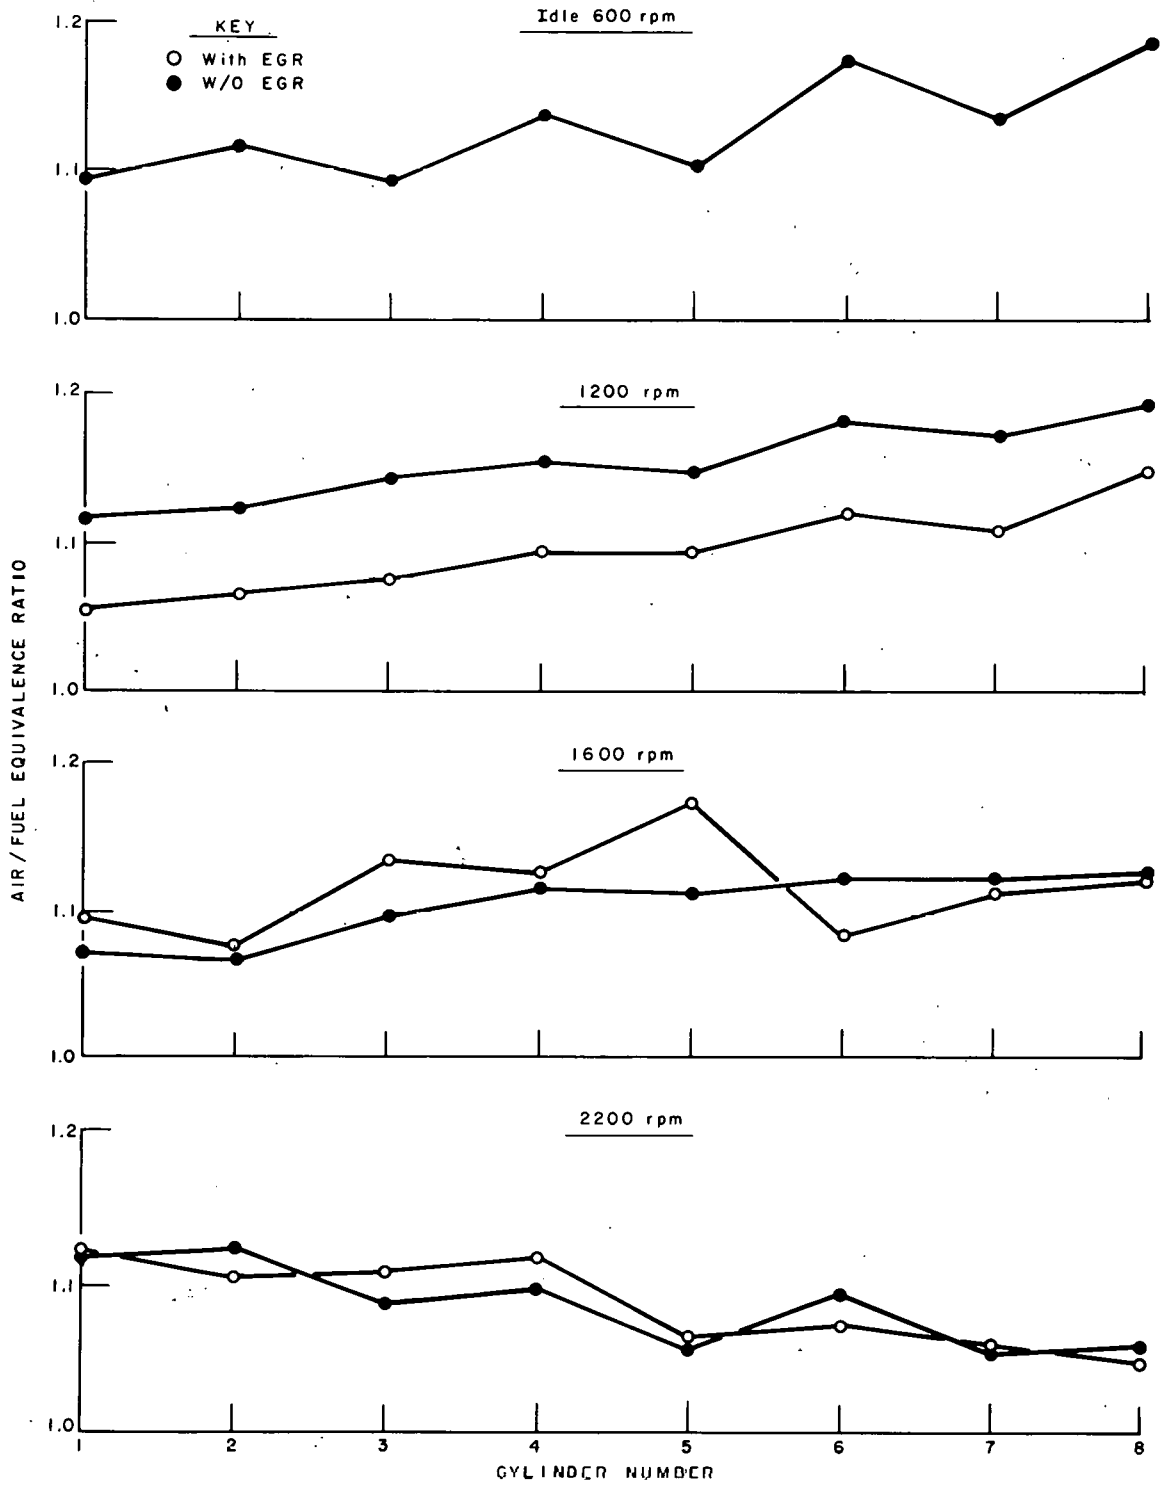 Idle 600 rpm
KEY
With EGR
W/O EGR
1.2
1.1
1.0
1200 rpm
1.2
1.1
1.0
1600 rpm
1.2
1.1
1.0
2200 rpm
1.2
1.1
1.0
1 2 3 4 5 6 7 8
CYLINDER NUMBER
AIR/FUEL EQUIVALENCE RATIO